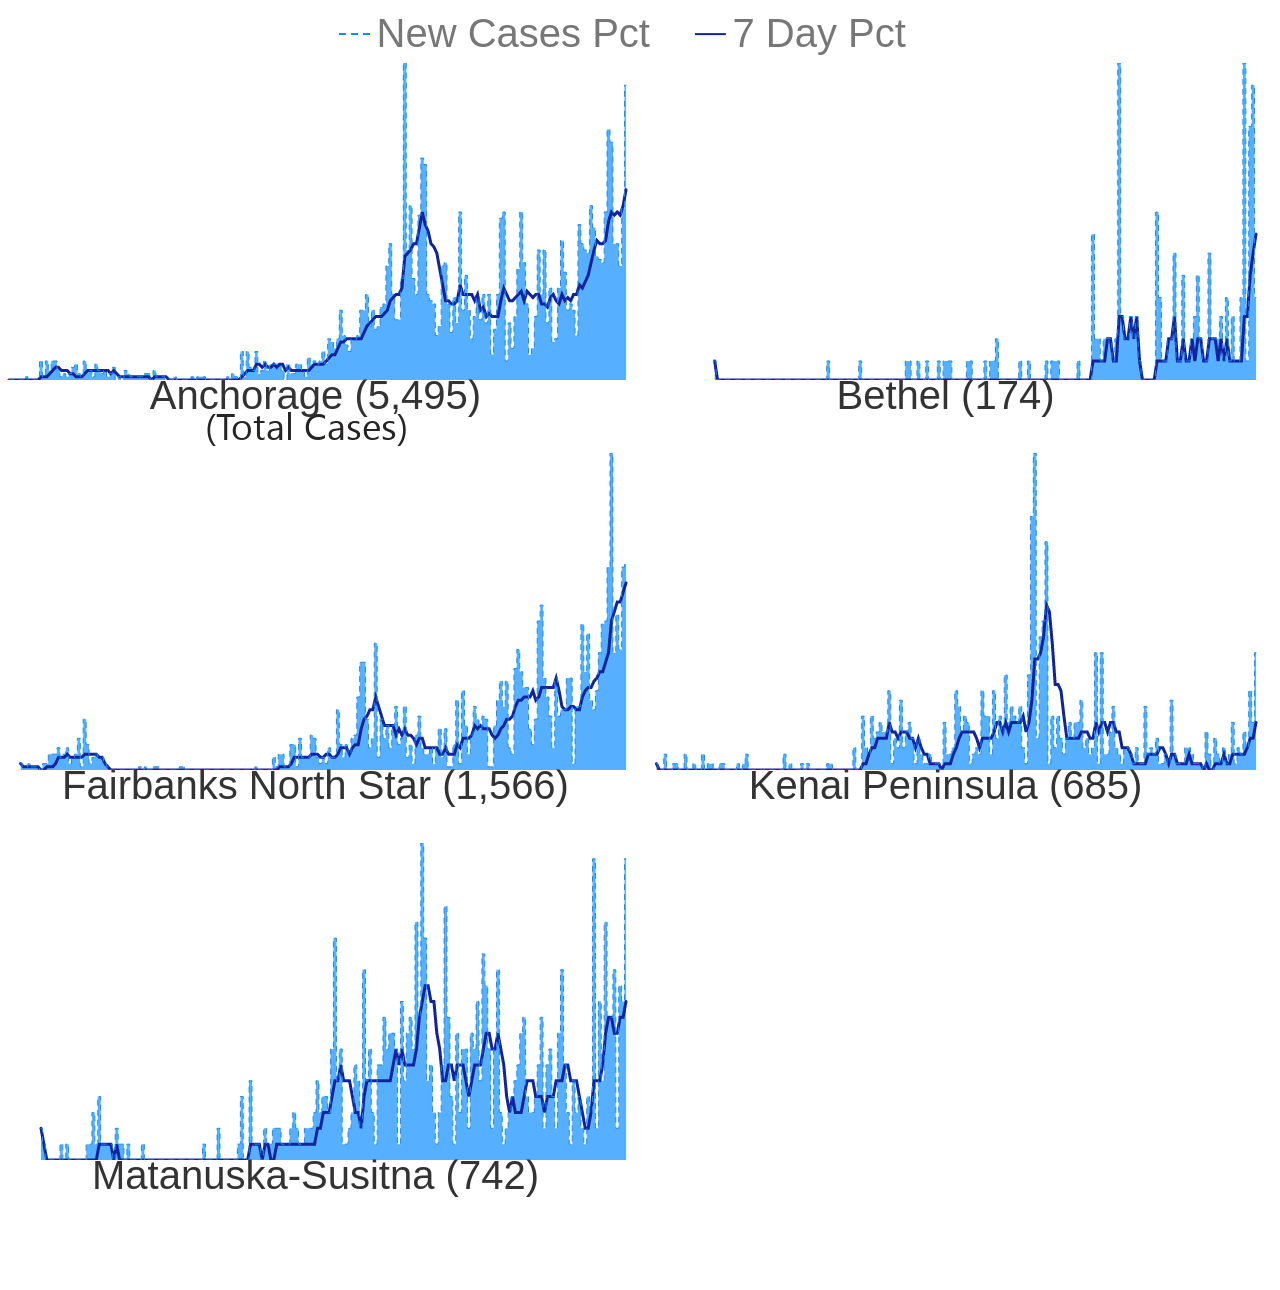 New Cases Pct 7 Day Pct
Anchorage (5,495) Bethel (174)
(Total Cases)
Fairbanks North Star (1,566) Kenai Peninsula (685)
Matanuska-Susitna (742)